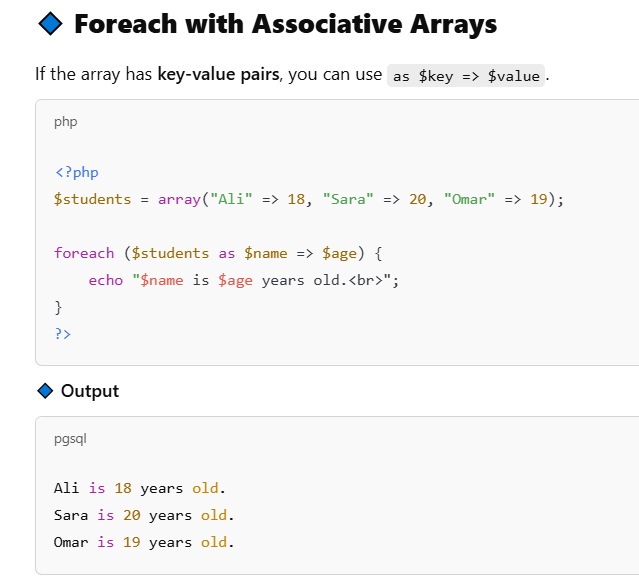 Foreach with Associative Arrays
If the array has key-value pairs, you can use as $key => $value.
php
<?php
$students = array("Ali" => 18, "Sara" => 20, "Omar" => 19);
foreach ($students as $name => $age) {
    echo "$name is $age years old.<br>";
}
?>
Output
pgsql
Ali is 18 years old.
Sara is 20 years old.
Omar is 19 years old.